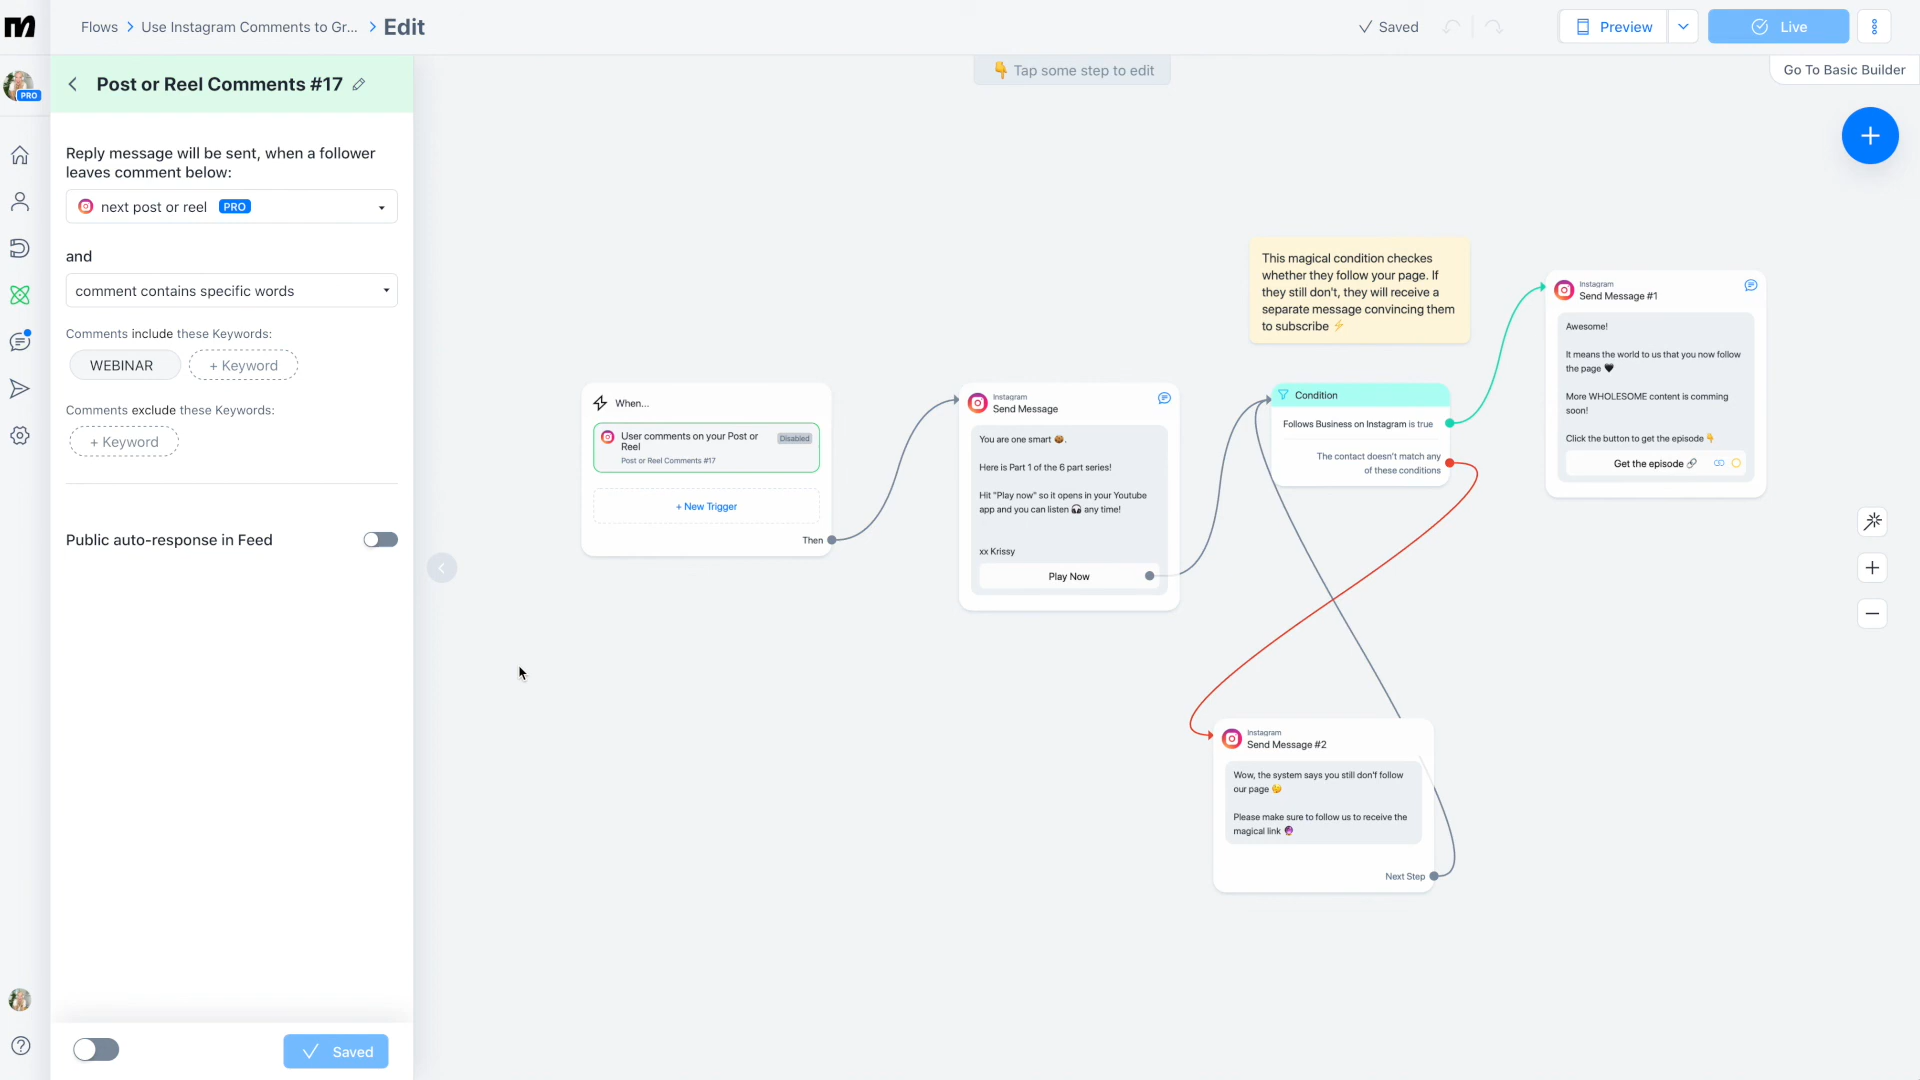 Flows
Use Instagram Comments to Gr...
Edit
Saved
Preview
Live
Post or Reel Comments #17
👇 Tap some step to edit
Go To Basic Builder
PRO
Reply message will be sent, when a follower
leaves comment below:
next post or reel PRO
and
comment contains specific words
Comments include these Keywords:
WEBINAR
+ Keyword
Comments exclude these Keywords:
+ Keyword
Public auto-response in Feed
Saved
When...
User comments on your Post or
Reel
Disabled
Post or Reel Comments #17
+ New Trigger
Then
Instagram
Send Message
You are one smart 🍪.
Here is Part 1 of the 6 part series!
Hit "Play now" so it opens in your Youtube
app and you can listen 🎧 any time!
xx Krissy
Play Now
This magical condition checkes
whether they follow your page. If
they still don't, they will receive a
separate message convincing them
to subscribe ⚡
Condition
Follows Business on Instagram is true
The contact doesn't match any
of these conditions
Instagram
Send Message #1
Awesome!
It means the world to us that you now follow
the page 🖤
More WHOLESOME content is comming
soon!
Click the button to get the episode 👇
Get the episode 🔗
Instagram
Send Message #2
Wow, the system says you still don't follow
our page 🥲
Please make sure to follow us to receive the
magical link 🔮
Next Step